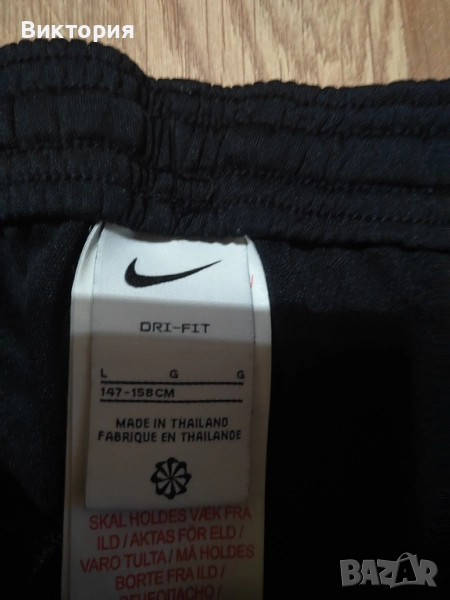 Виктория
DRI-FIT
L G G
147-158CM
MADE IN THAILAND
FABRIQUE EN THAILANDE
SKAL HOLDES VÆK FRA
ILD / AKTAS FÖR ELD /
VARO TULTA / MÅ HOLDES
BORTE FRA ILD /
BAZAR